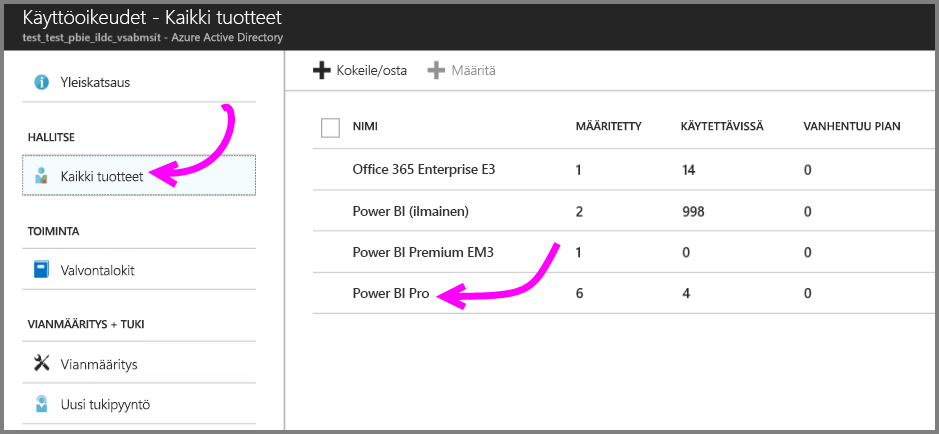 Käyttöoikeudet - Kaikki tuotteet
test_test_pbie_ildc_vsabmsit - Azure Active Directory
Yleiskatsaus
HALLITSE
Kaikki tuotteet
TOIMINTA
Valvontalokit
VIANMÄÄRITYS + TUKI
Vianmääritys
Uusi tukipyyntö
Kokeile/osta Määritä
NIMI MÄÄRITETTY KÄYTETTÄVISSÄ VANHENTUU PIAN
Office 365 Enterprise E3 1 14 0
Power BI (ilmainen) 2 998 0
Power BI Premium EM3 1 0 0
Power BI Pro 6 4 0